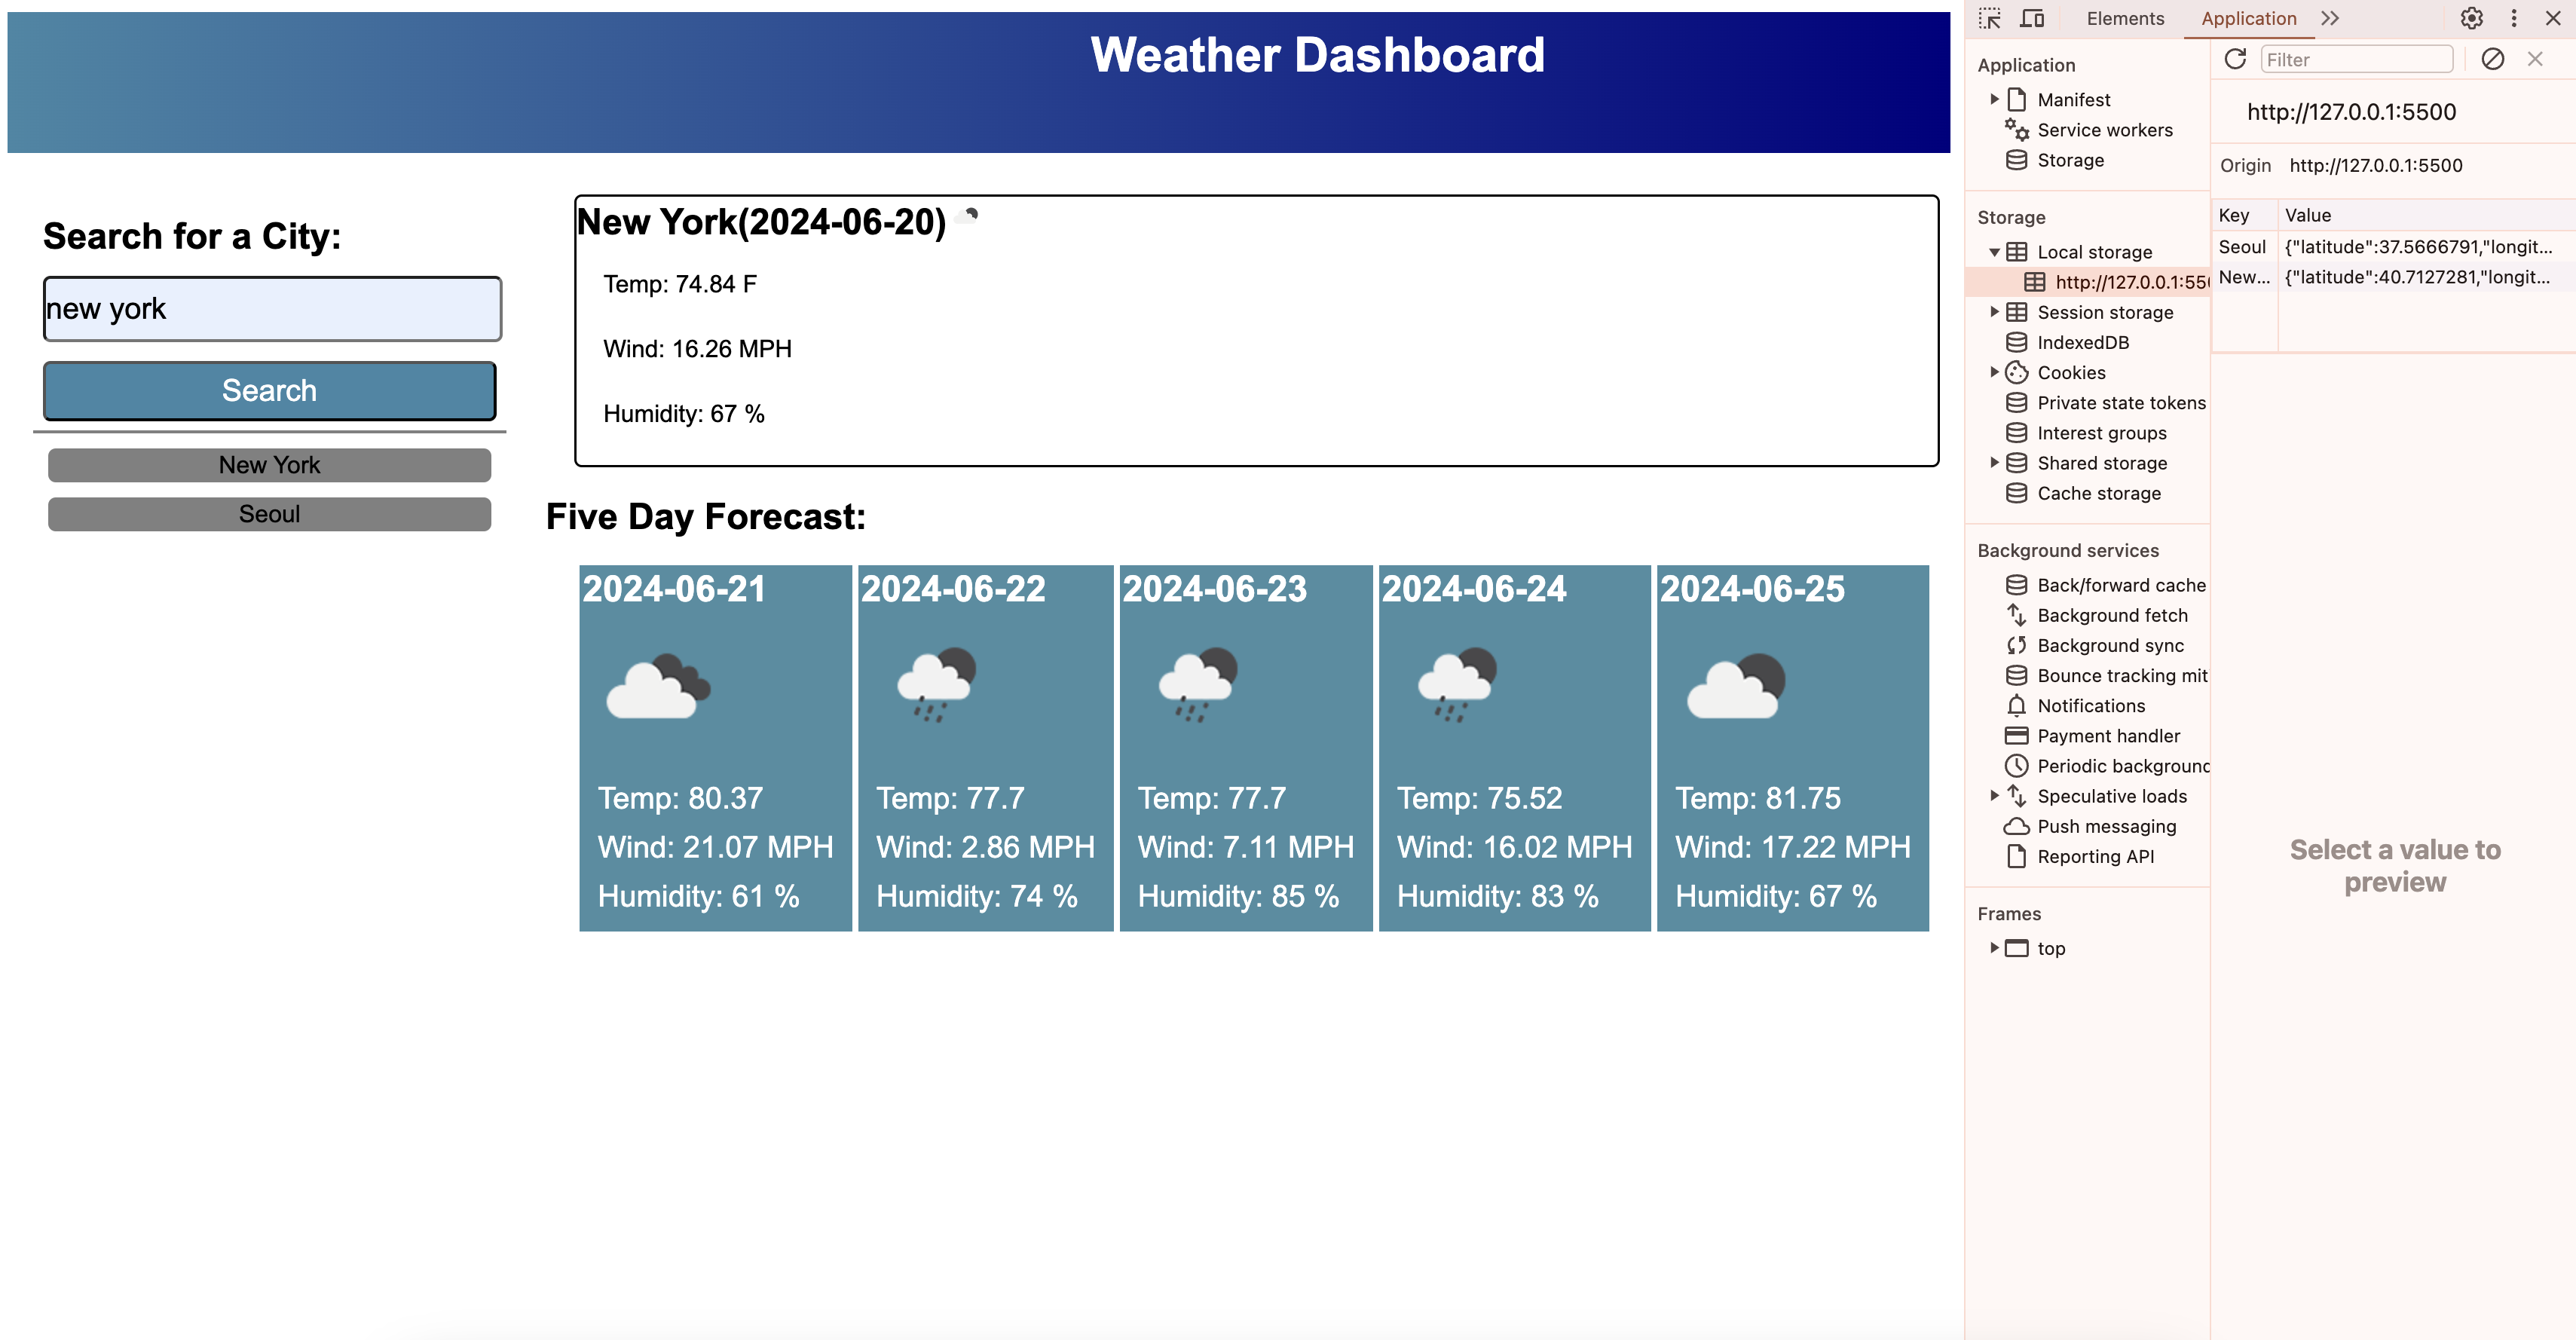 Weather Dashboard
Search for a City:
new york
Search
New York
Seoul
New York(2024-06-20)
Temp: 74.84 F
Wind: 16.26 MPH
Humidity: 67 %
Five Day Forecast:
2024-06-21
Temp: 80.37
Wind: 21.07 MPH
Humidity: 61 %
2024-06-22
Temp: 77.7
Wind: 2.86 MPH
Humidity: 74 %
2024-06-23
Temp: 77.7
Wind: 7.11 MPH
Humidity: 85 %
2024-06-24
Temp: 75.52
Wind: 16.02 MPH
Humidity: 83 %
2024-06-25
Temp: 81.75
Wind: 17.22 MPH
Humidity: 67 %
Elements Application
Application
Manifest
Service workers
Storage
Storage
Local storage
http://127.0.0.1:550
Session storage
IndexedDB
Cookies
Private state tokens
Interest groups
Shared storage
Cache storage
Background services
Back/forward cache
Background fetch
Background sync
Bounce tracking mit
Notifications
Payment handler
Periodic background
Speculative loads
Push messaging
Reporting API
Frames
top
Filter
http://127.0.0.1:5500
Origin http://127.0.0.1:5500
Key Value
Seoul {"latitude":37.5666791,"longit...
New... {"latitude":40.7127281,"longit...
Select a value to
preview